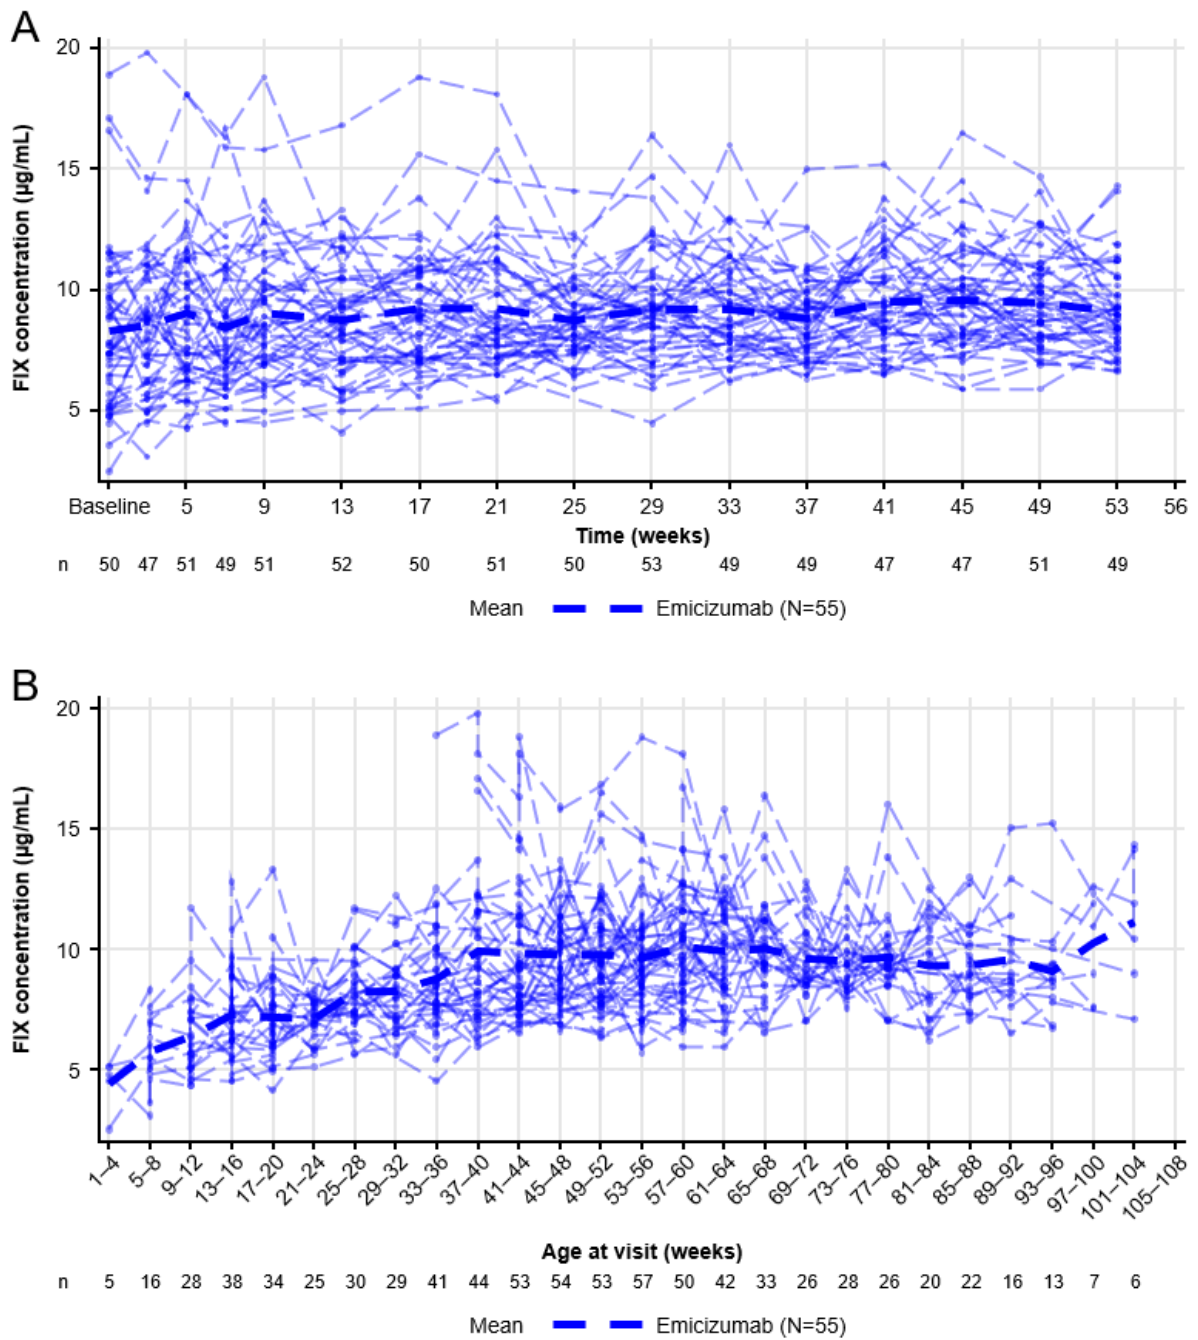 A
FIX concentration (µg/mL)
20
15
10
5
Baseline 5 9 13 17 21 25 29 33 37 41 45 49 53 56
Time (weeks)
n 50 47 51 49 51 52 50 51 50 53 49 49 47 47 51 49
Mean Emicizumab (N=55)
B
FIX concentration (µg/mL)
20
15
10
5
1–4 5–8 9–12 13–16 17–20 21–24 25–28 29–32 33–36 37–40 41–44 45–48 49–52 53–56 57–60 61–64 65–68 69–72 73–76 77–80 81–84 85–88 89–92 93–96 97–100 101–104 105–108
Age at visit (weeks)
n 5 16 28 38 34 25 30 29 41 44 53 54 53 57 50 42 33 26 28 26 20 22 16 13 7 6
Mean Emicizumab (N=55)